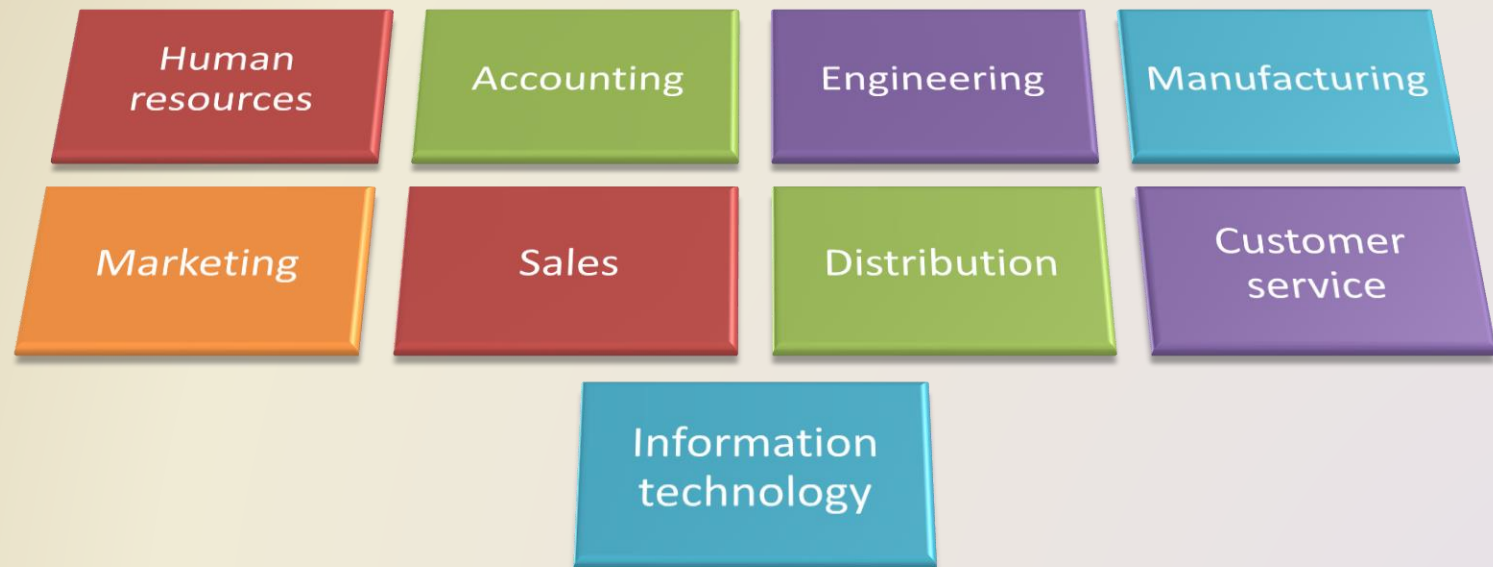 Human
resources
Accounting
Engineering
Manufacturing
Marketing
Sales
Distribution
Customer
service
Information
technology